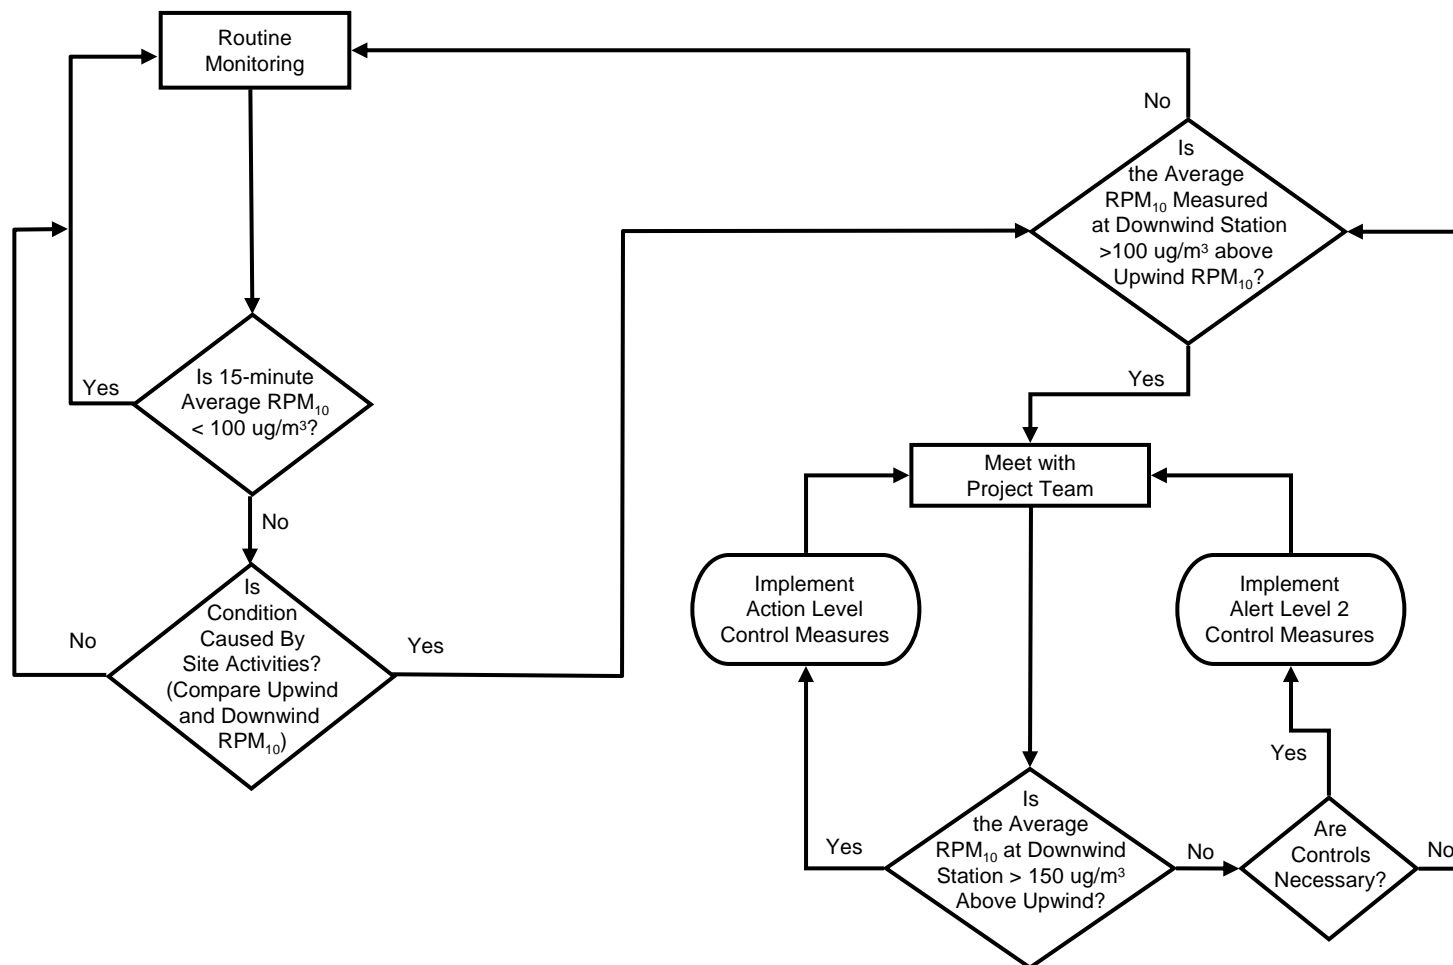 Routine
Monitoring
No
Is
the Average
RPM₁₀ Measured
at Downwind Station
>100 ug/m³ above
Upwind RPM₁₀?
Yes
Is 15-minute
Average RPM₁₀
< 100 ug/m³?
Yes
No
Meet with
Project Team
Is
Condition
Caused By
Site Activities?
(Compare Upwind
and Downwind
RPM₁₀)
No
Yes
Implement
Action Level
Control Measures
Implement
Alert Level 2
Control Measures
Is
the Average
RPM₁₀ at Downwind
Station > 150 ug/m³
Above Upwind?
Yes
No
Yes
Are
Controls
Necessary?
No